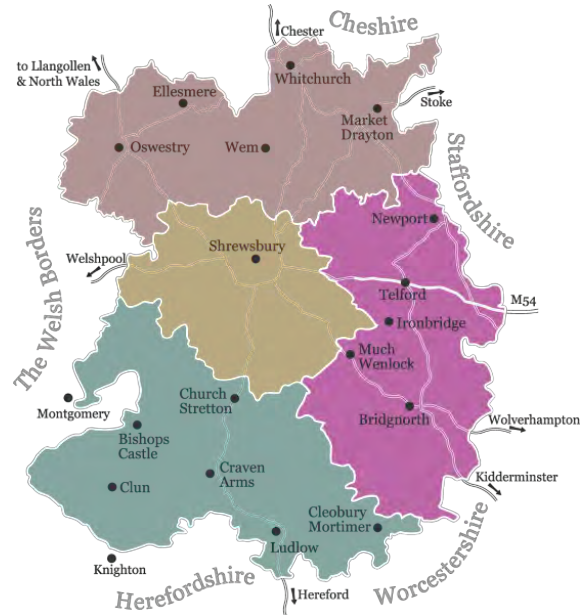 Cheshire
Chester
to Llangollen
& North Wales
Whitchurch
Ellesmere
Stoke
Market
Drayton
Oswestry
Wem
Staffordshire
Newport
The Welsh Borders
Shrewsbury
Welshpool
Telford
M54
Ironbridge
Much
Wenlock
Church
Stretton
Montgomery
Bridgnorth
Wolverhampton
Bishops
Castle
Craven
Arms
Kidderminster
Clun
Cleobury
Mortimer
Ludlow
Knighton
Worcestershire
Herefordshire
Hereford